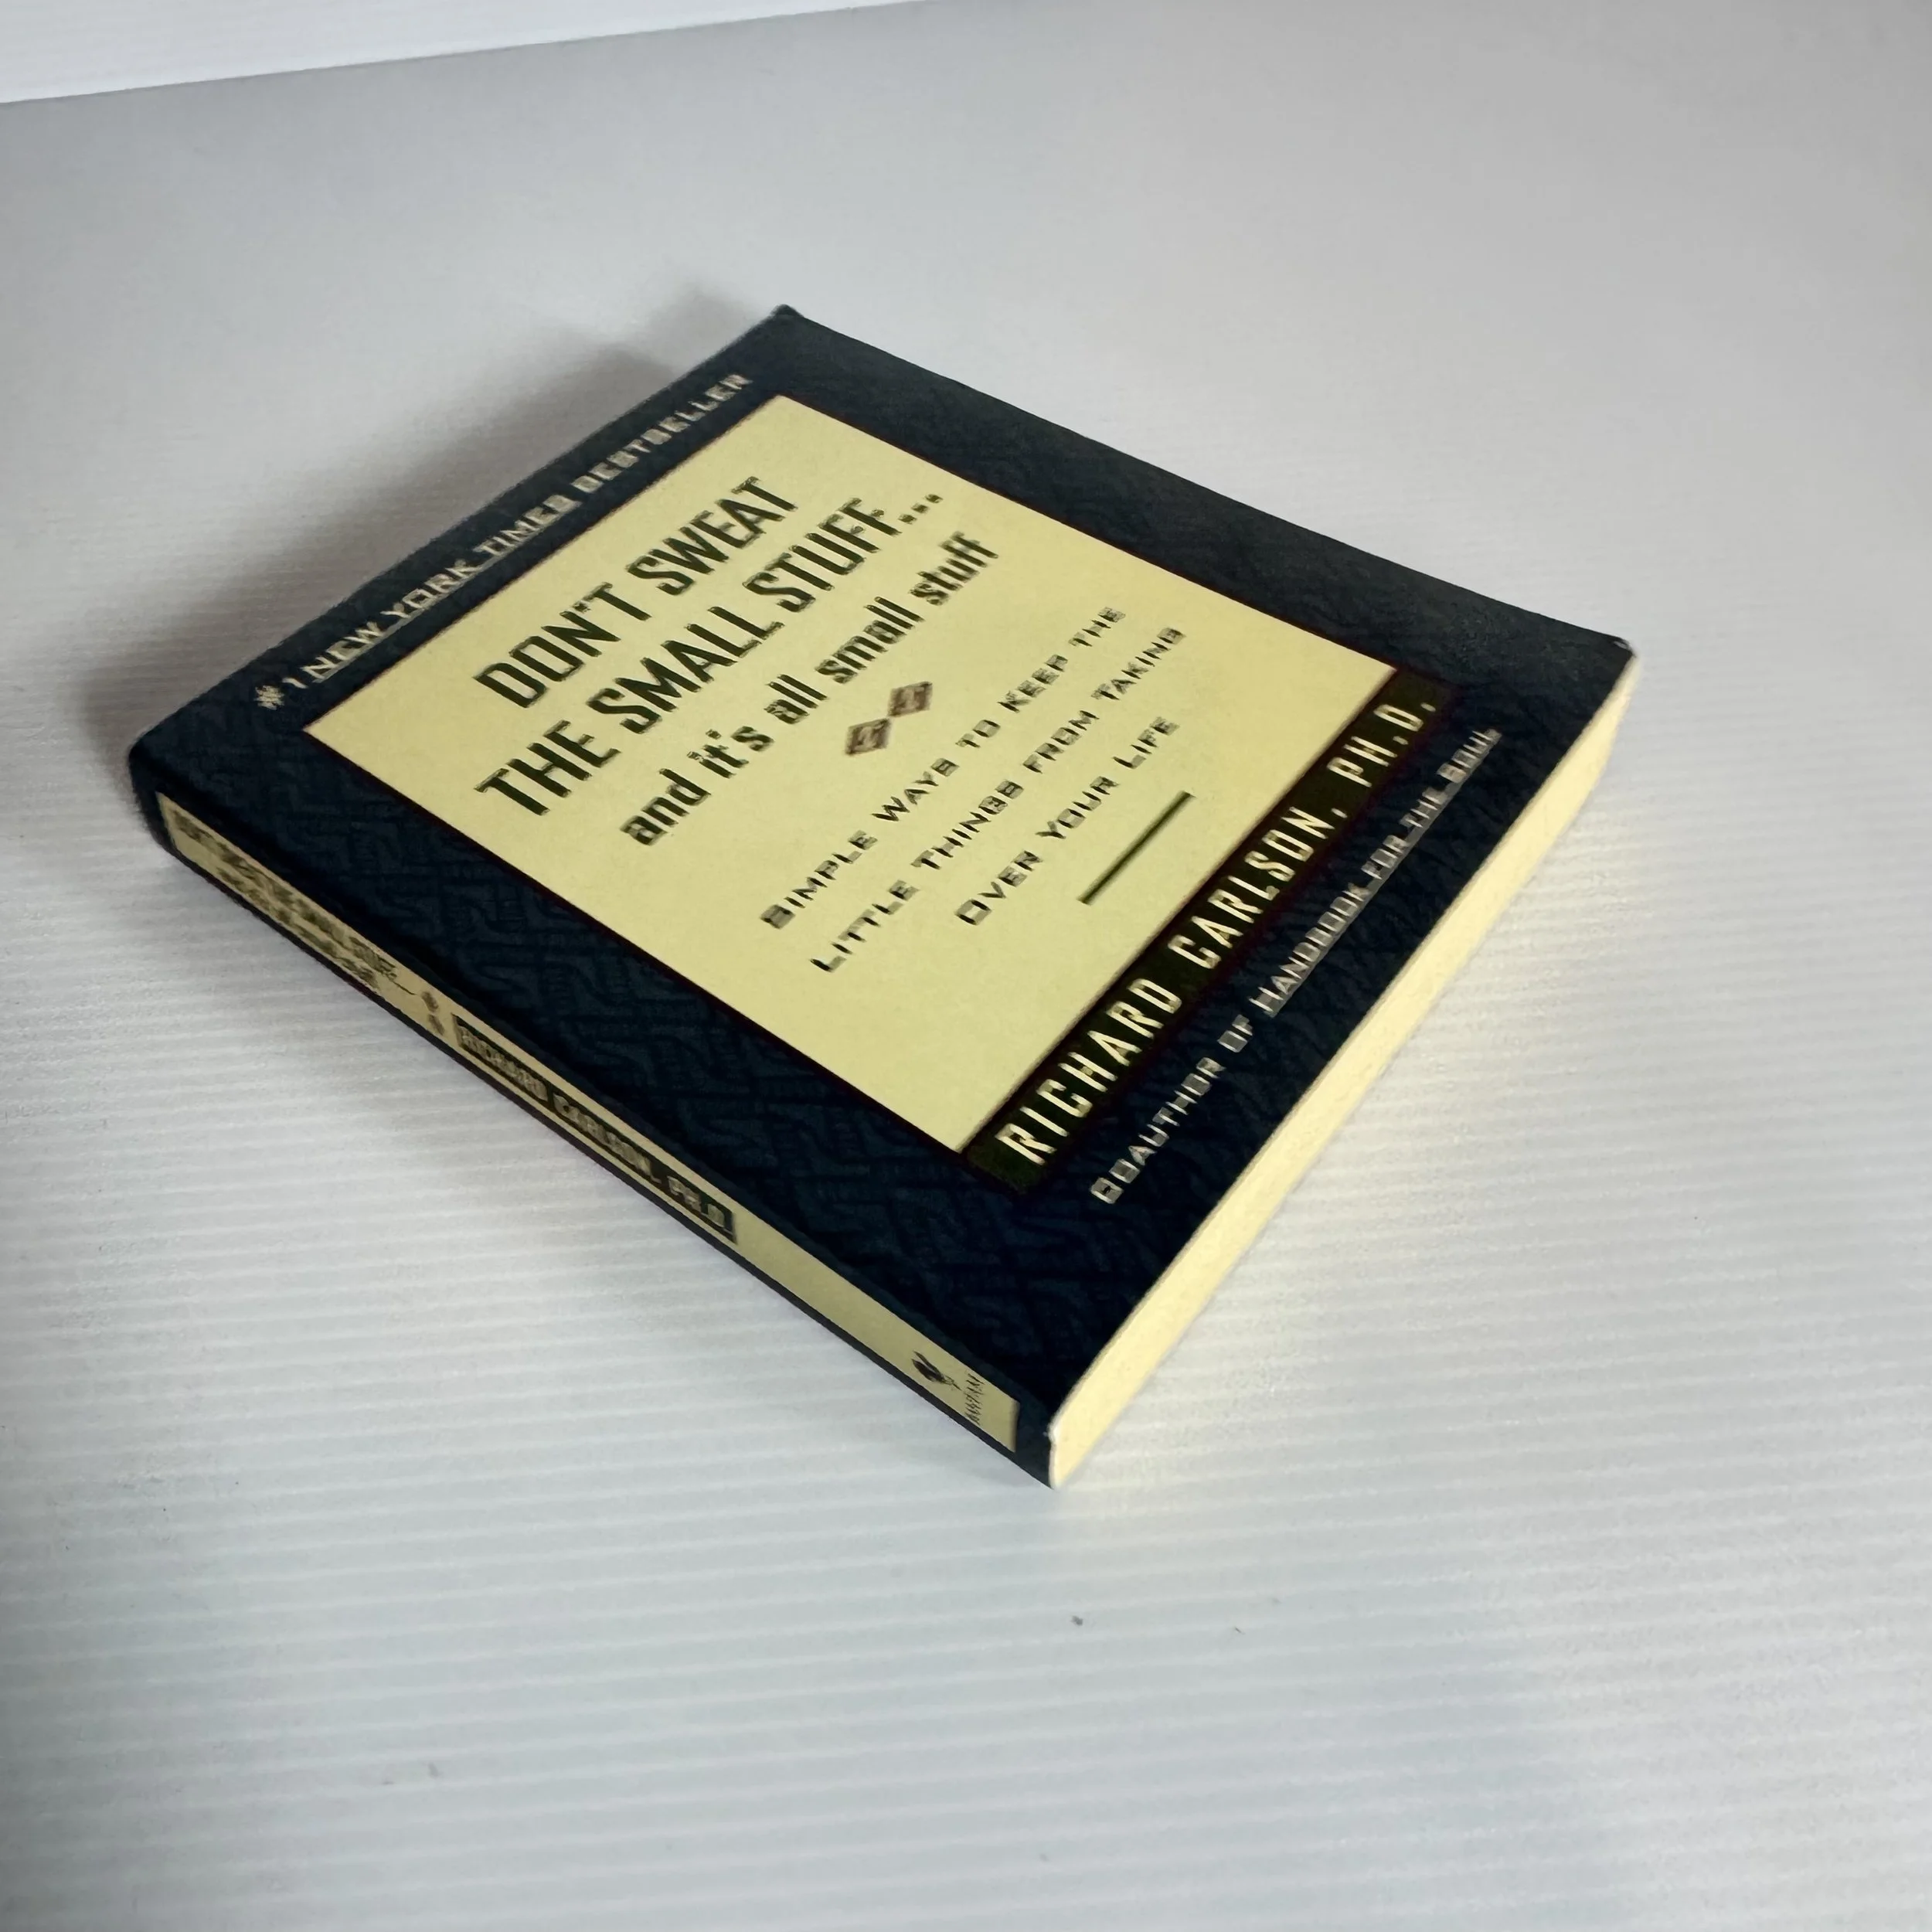 #1 NEW YORK TIMES BESTSELLER
DON'T SWEAT
THE SMALL STUFF...
and it's all small stuff
SIMPLE WAYS TO KEEP THE
LITTLE THINGS FROM TAKING
OVER YOUR LIFE
RICHARD CARLSON, PH.D.
COAUTHOR OF HANDBOOK FOR THE SOUL
RICHARD CARLSON, PH.D.
BANTAM